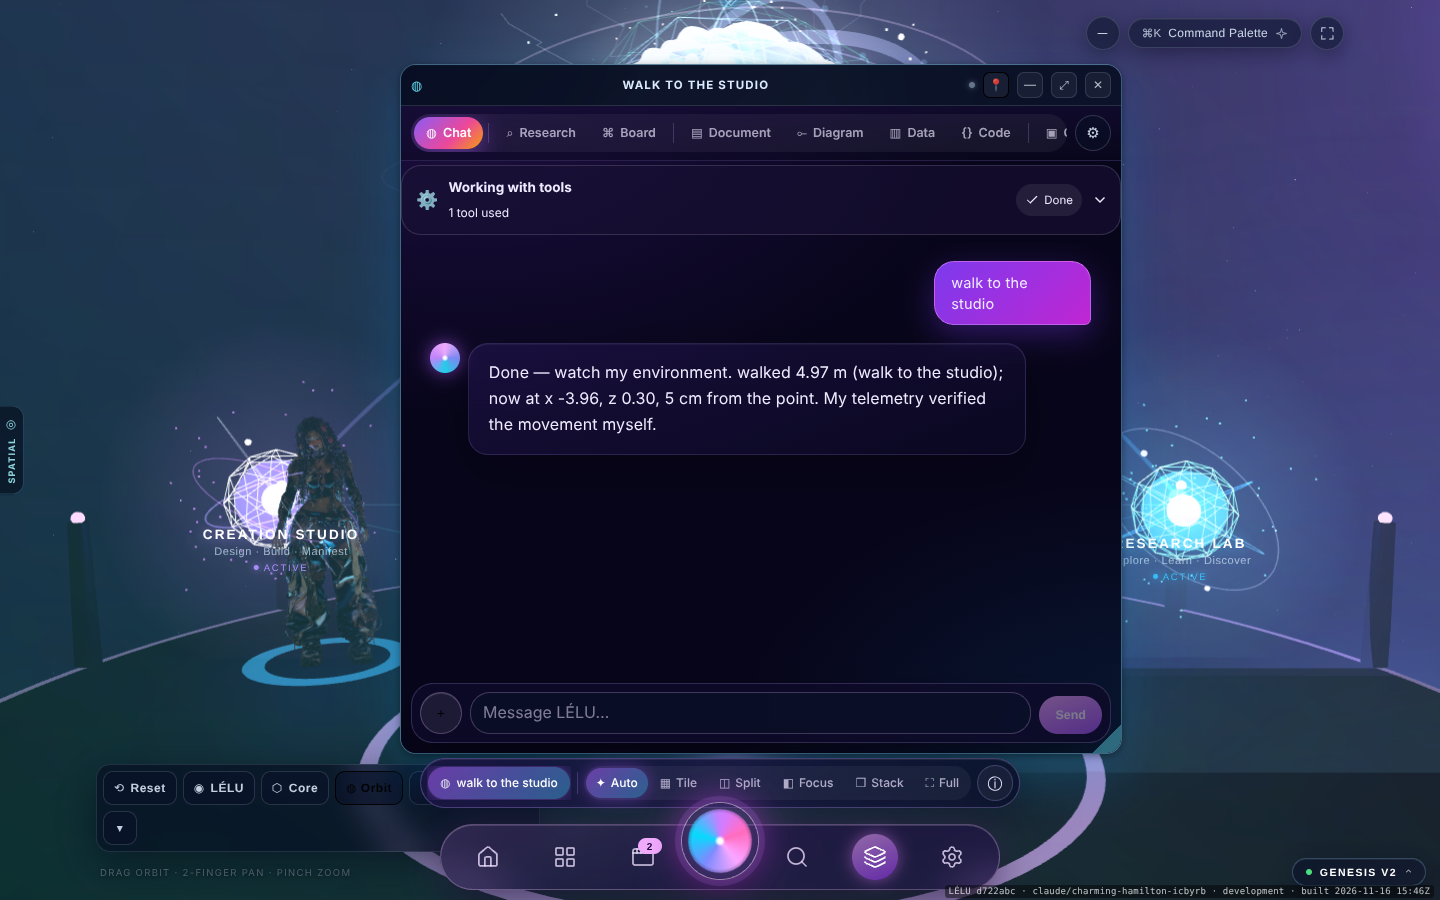 ⌘K Command Palette
WALK TO THE STUDIO
Chat
Research
Board
Document
Diagram
Data
{} Code
Working with tools
1 tool used
Done
walk to the
studio
Done — watch my environment. walked 4.97 m (walk to the studio);
now at x -3.96, z 0.30, 5 cm from the point. My telemetry verified
the movement myself.
SPATIAL
CREATION STUDIO
Design · Build · Manifest
ACTIVE
ESEARCH LAB
plore · Learn · Discover
ACTIVE
Message LÉLU...
Send
Reset
LÉLU
Core
Orbit
walk to the studio
Auto
Tile
Split
Focus
Stack
Full
2
DRAG ORBIT · 2-FINGER PAN · PINCH ZOOM
GENESIS V2
LÉLU d722abc · claude/charming-hamilton-icbyrb · development · built 2026-11-16 15:46Z